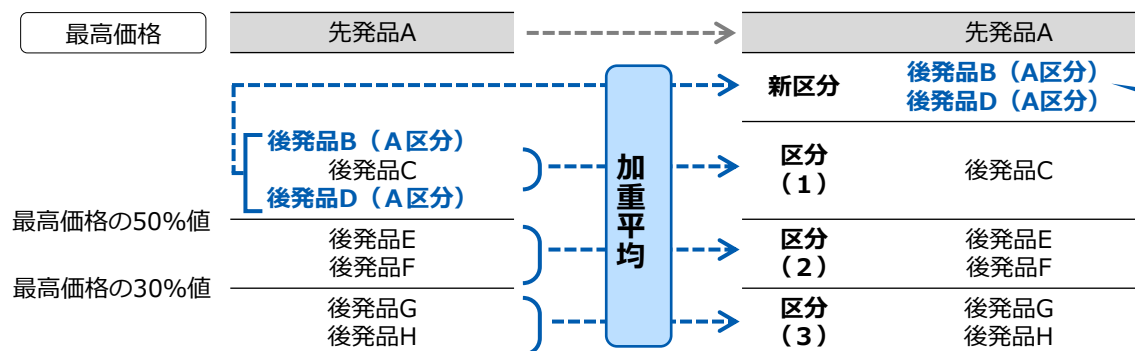 最高価格
先発品A
先発品A
新区分
後発品B（A区分）
後発品D（A区分）
後発品B（A区分）
後発品C
後発品D（A区分）
加重平均
区分
（1）
後発品C
最高価格の50%値
後発品E
後発品F
区分
（2）
後発品E
後発品F
最高価格の30%値
後発品G
後発品H
区分
（3）
後発品G
後発品H